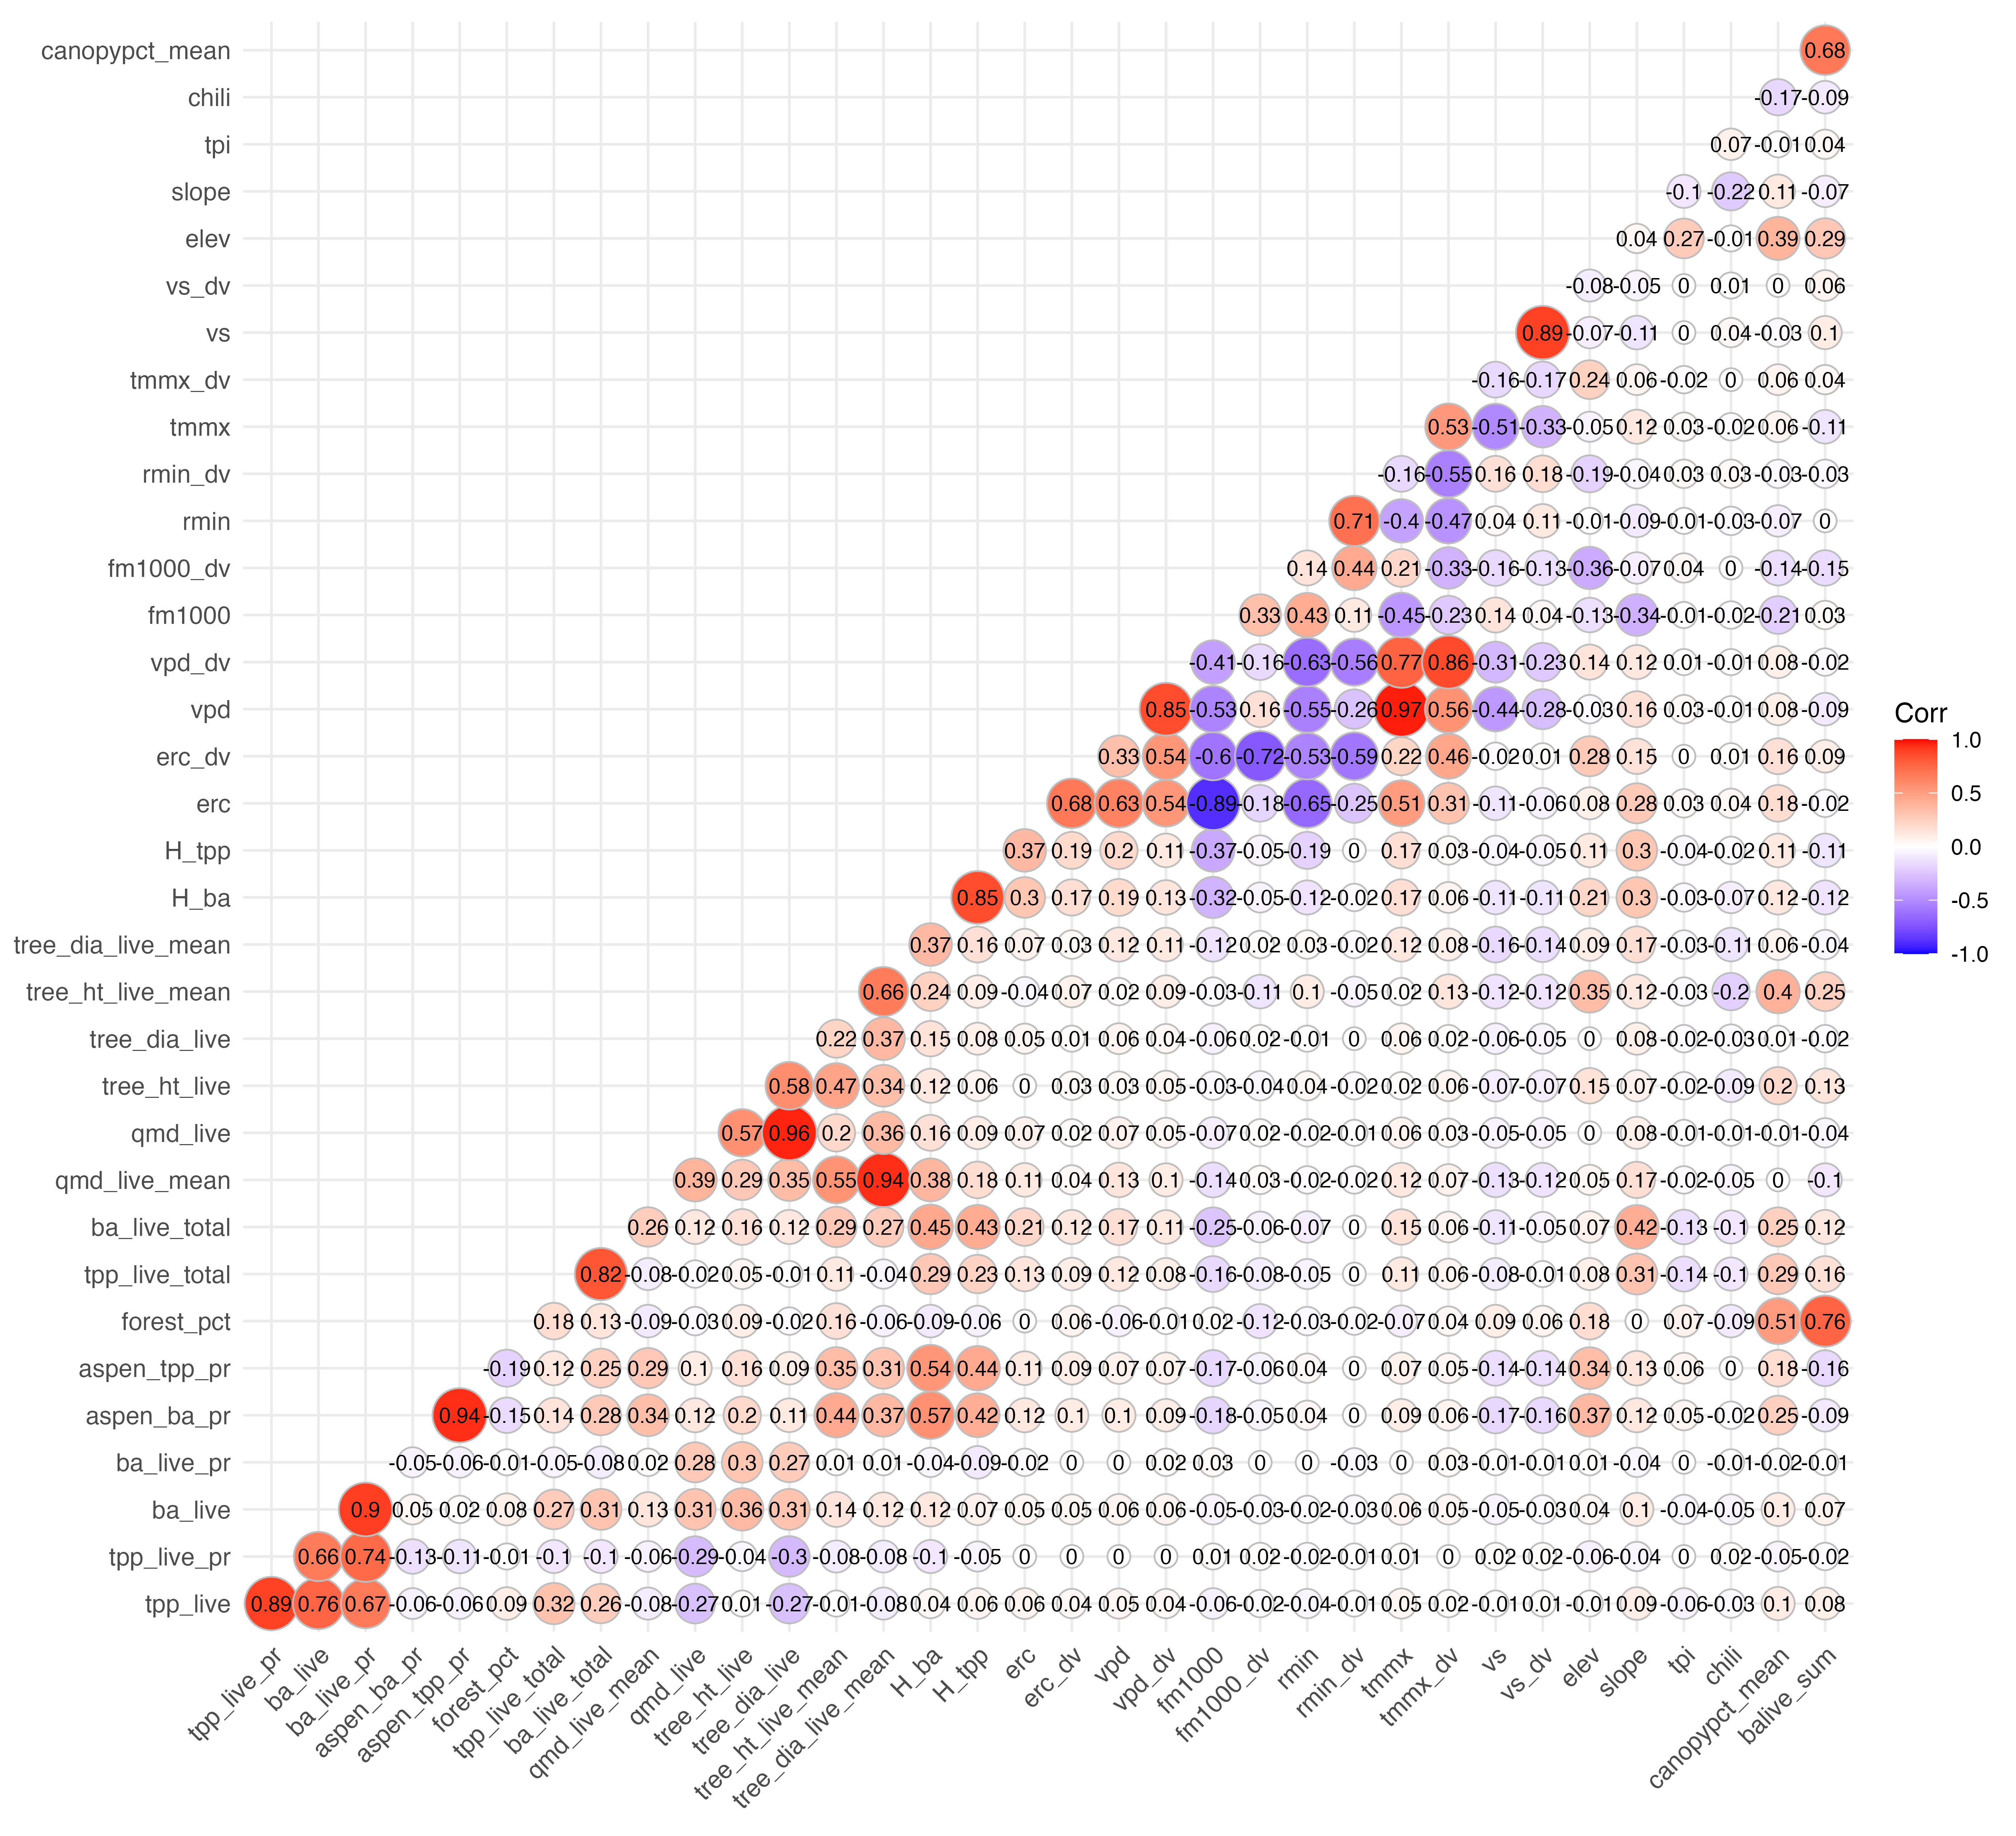 canopypct_mean 0.68
chili -0.17 -0.09
tpi 0.07 -0.01 0.04
slope -0.1 -0.22 0.11 -0.07
elev 0.04 0.27 -0.01 0.39 0.29
vs_dv -0.08 -0.05 0 0.01 0 0.06
vs 0.89 -0.07 -0.11 0 0.04 -0.03 0.1
tmmx_dv -0.16 -0.17 0.24 0.06 -0.02 0 0.06 0.04
tmmx 0.53 -0.51 -0.33 -0.05 0.12 0.03 -0.02 0.06 -0.11
rmin_dv -0.16 -0.55 0.16 0.18 -0.19 -0.04 0.03 0.03 -0.03 -0.03
rmin 0.71 -0.4 -0.47 0.04 0.11 -0.01 -0.09 -0.01 -0.03 -0.07 0
fm1000_dv 0.14 0.44 0.21 -0.33 -0.16 -0.13 -0.36 -0.07 0.04 0 -0.14 -0.15
fm1000 0.33 0.43 0.11 -0.45 -0.23 0.14 0.04 -0.13 -0.34 -0.01 -0.02 -0.21 0.03
vpd_dv -0.41 -0.16 -0.63 -0.56 0.77 0.86 -0.31 -0.23 0.14 0.12 0.01 -0.01 0.08 -0.02
vpd 0.85 -0.53 0.16 -0.55 -0.26 0.97 0.56 -0.44 -0.28 -0.03 0.16 0.03 -0.01 0.08 -0.09
erc_dv 0.33 0.54 -0.6 -0.72 -0.53 -0.59 0.22 0.46 -0.02 0.01 0.28 0.15 0 0.01 0.16 0.09
erc 0.68 0.63 0.54 -0.89 -0.18 -0.65 -0.25 0.51 0.31 -0.11 -0.06 0.08 0.28 0.03 0.04 0.18 -0.02
H_tpp 0.37 0.19 0.2 0.11 -0.37 -0.05 -0.19 0 0.17 0.03 -0.04 -0.05 0.11 0.3 -0.04 -0.02 0.11 -0.11
H_ba 0.85 0.3 0.17 0.19 0.13 -0.32 -0.05 -0.12 -0.02 0.17 0.06 -0.11 -0.11 0.21 0.3 -0.03 -0.07 0.12 -0.12
tree_dia_live_mean 0.37 0.16 0.07 0.03 0.12 0.11 -0.12 0.02 0.03 -0.02 0.12 0.08 -0.16 -0.14 0.09 0.17 -0.03 -0.11 0.06 -0.04
tree_ht_live_mean 0.66 0.24 0.09 -0.04 0.07 0.02 0.09 -0.03 -0.11 0.1 -0.05 0.02 0.13 -0.12 -0.12 0.35 0.12 -0.03 -0.2 0.4 0.25
tree_dia_live 0.22 0.37 0.15 0.08 0.05 0.01 0.06 0.04 -0.06 0.02 -0.01 0 0.06 0.02 -0.06 -0.05 0 0.08 -0.02 -0.03 0.01 -0.02
tree_ht_live 0.58 0.47 0.34 0.12 0.06 0 0.03 0.03 0.05 -0.03 -0.04 0.04 -0.02 0.02 0.06 -0.07 -0.07 0.15 0.07 -0.02 -0.09 0.2 0.13
qmd_live 0.57 0.96 0.2 0.36 0.16 0.09 0.07 0.02 0.07 0.05 -0.07 0.02 -0.02 -0.01 0.06 0.03 -0.05 -0.05 0 0.08 -0.01 -0.01 -0.01 -0.04
qmd_live_mean 0.39 0.29 0.35 0.55 0.94 0.38 0.18 0.11 0.04 0.13 0.1 -0.14 0.03 -0.02 -0.02 0.12 0.07 -0.13 -0.12 0.05 0.17 -0.02 -0.05 0 -0.1
ba_live_total 0.26 0.12 0.16 0.12 0.29 0.27 0.45 0.43 0.21 0.12 0.17 0.11 -0.25 -0.06 -0.07 0 0.15 0.06 -0.11 -0.05 0.07 0.42 -0.13 -0.1 0.25 0.12
tpp_live_total 0.82 -0.08 -0.02 0.05 -0.01 0.11 -0.04 0.29 0.23 0.13 0.09 0.12 0.08 -0.16 -0.08 -0.05 0 0.11 0.06 -0.08 -0.01 0.08 0.31 -0.14 -0.1 0.29 0.16
forest_pct 0.18 0.13 -0.09 -0.03 0.09 -0.02 0.16 -0.06 -0.09 -0.06 0 0.06 -0.06 -0.01 0.02 -0.12 -0.03 -0.02 -0.07 0.04 0.09 0.06 0.18 0 0.07 -0.09 0.51 0.76
aspen_tpp_pr -0.19 0.12 0.25 0.29 0.1 0.16 0.09 0.35 0.31 0.54 0.44 0.11 0.09 0.07 0.07 -0.17 -0.06 0.04 0 0.07 0.05 -0.14 -0.14 0.34 0.13 0.06 0 0.18 -0.16
aspen_ba_pr 0.94 -0.15 0.14 0.28 0.34 0.12 0.2 0.11 0.44 0.37 0.57 0.42 0.12 0.1 0.1 0.09 -0.18 -0.05 0.04 0 0.09 0.06 -0.17 -0.16 0.37 0.12 0.05 -0.02 0.25 -0.09
ba_live_pr -0.05 -0.06 -0.01 -0.05 -0.08 0.02 0.28 0.3 0.27 0.01 0.01 -0.04 -0.09 -0.02 0 0 0.02 0.03 0 0 -0.03 0 0.03 -0.01 -0.01 0.01 -0.04 0 -0.01 -0.02 -0.01
ba_live 0.9 0.05 0.02 0.08 0.27 0.31 0.13 0.31 0.36 0.31 0.14 0.12 0.12 0.07 0.05 0.05 0.06 0.06 -0.05 -0.03 -0.02 -0.03 0.06 0.05 -0.05 -0.03 0.04 0.1 -0.04 -0.05 0.1 0.07
tpp_live_pr 0.66 0.74 -0.13 -0.11 -0.01 -0.1 -0.1 -0.06 -0.29 -0.04 -0.3 -0.08 -0.08 -0.1 -0.05 0 0 0 0 0.01 0.02 -0.02 -0.01 0.01 0 0.02 0.02 -0.06 -0.04 0 0.02 -0.05 -0.02
tpp_live 0.89 0.76 0.67 -0.06 -0.06 0.09 0.32 0.26 -0.08 -0.27 0.01 -0.27 -0.01 -0.08 0.04 0.06 0.06 0.04 0.05 0.04 -0.06 -0.02 -0.04 -0.01 0.05 0.02 -0.01 0.01 -0.01 0.09 -0.06 -0.03 0.1 0.08
tpp_live_pr
ba_live
ba_live_pr
aspen_ba_pr
aspen_tpp_pr
forest_pct
tpp_live_total
ba_live_total
qmd_live_mean
qmd_live
tree_ht_live
tree_dia_live
tree_ht_live_mean
tree_dia_live_mean
H_ba
H_tpp
erc
erc_dv
vpd
vpd_dv
fm1000
fm1000_dv
rmin
rmin_dv
tmmx
tmmx_dv
vs
vs_dv
elev
slope
tpi
chili
canopypct_mean
balive_sum
Corr
1.0
0.5
0.0
-0.5
-1.0